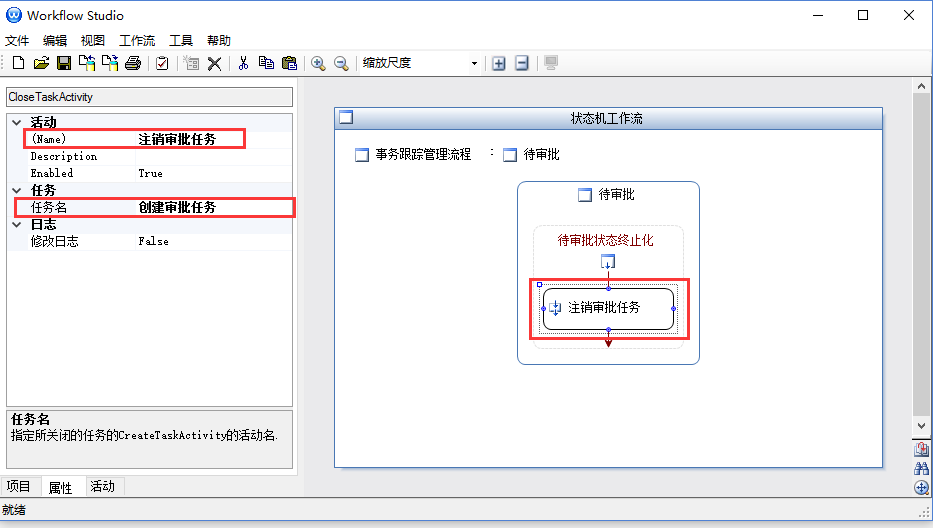 Workflow Studio
文件 编辑 视图 工作流 工具 帮助
缩放尺度
CloseTaskActivity
活动
(Name) 注销审批任务
Description
Enabled True
任务
任务名 创建审批任务
日志
修改日志 False
任务名
指定所关闭的任务的CreateTaskActivity的活动名.
项目 属性 活动
就绪
状态机工作流
事务跟踪管理流程 : 待审批
待审批
待审批状态终止化
注销审批任务